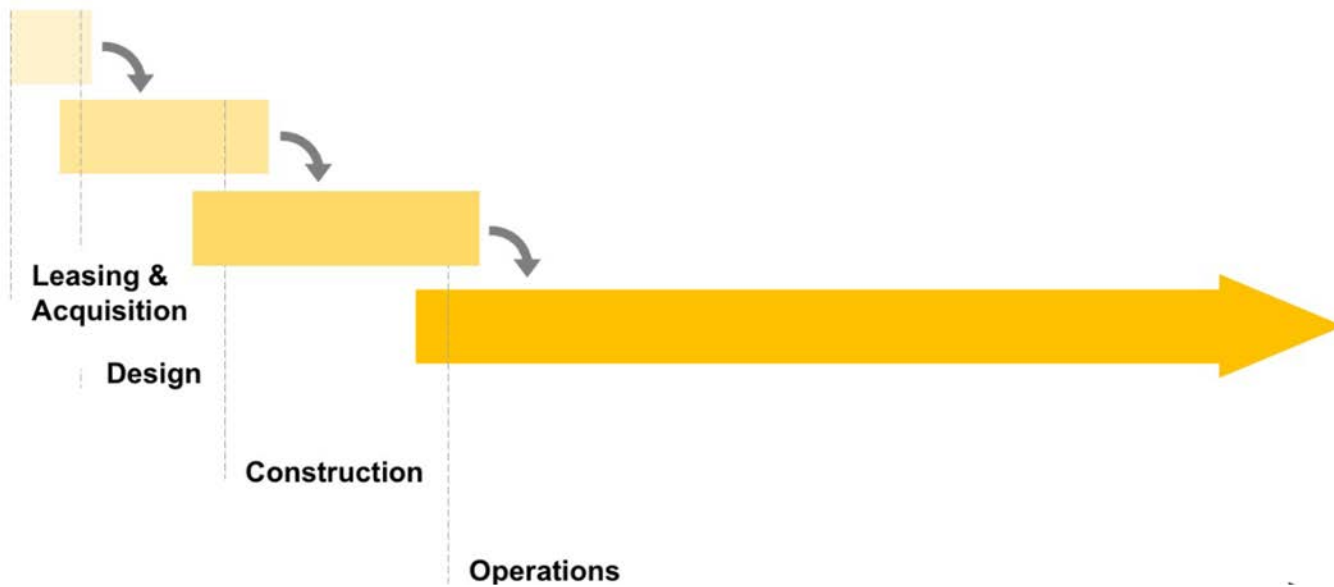 Leasing &
Acquisition
Design
Construction
Operations